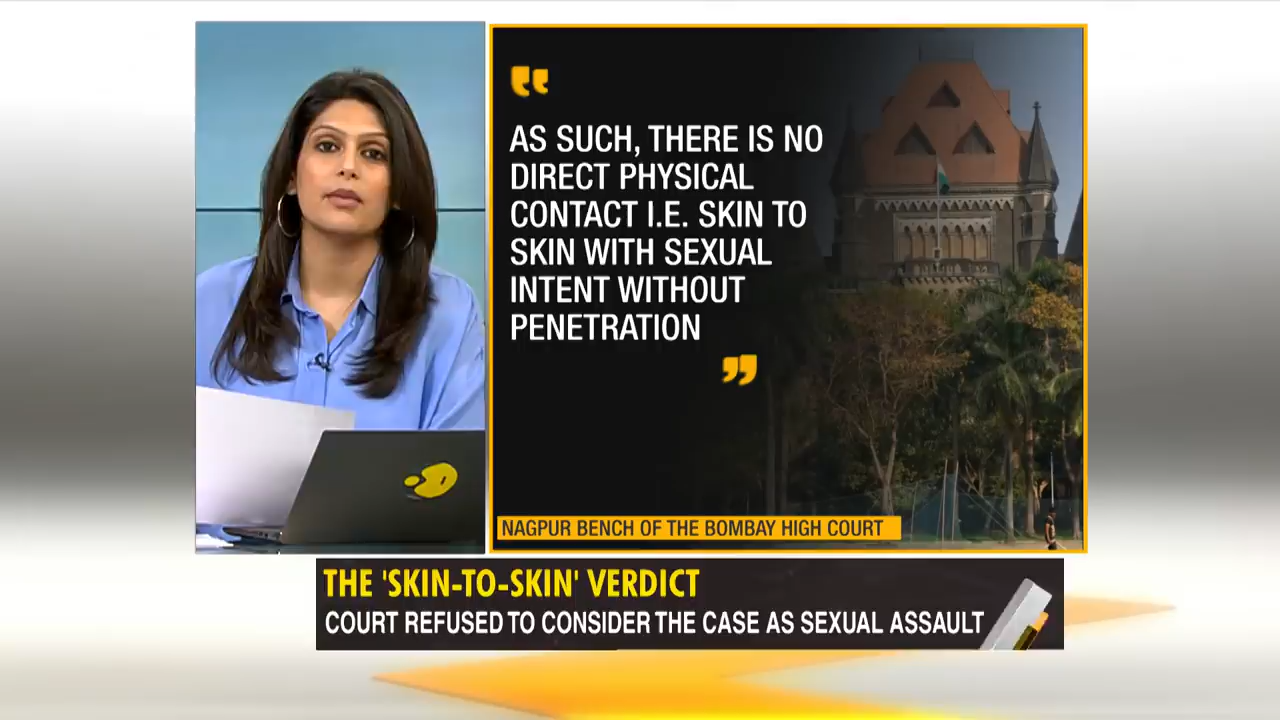 AS SUCH, THERE IS NO
DIRECT PHYSICAL
CONTACT I.E. SKIN TO
SKIN WITH SEXUAL
INTENT WITHOUT
PENETRATION
NAGPUR BENCH OF THE BOMBAY HIGH COURT
THE 'SKIN-TO-SKIN' VERDICT
COURT REFUSED TO CONSIDER THE CASE AS SEXUAL ASSAULT